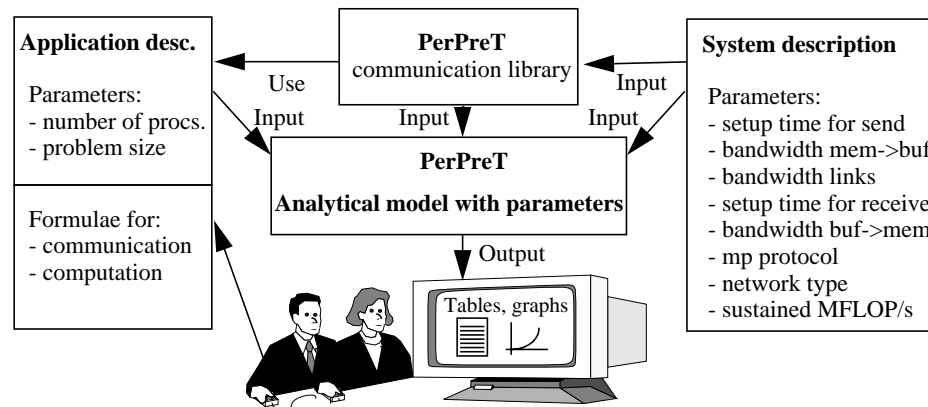 Application desc.
Parameters:
- number of procs.
- problem size
Formulae for:
- communication
- computation
PerPreT
communication library
Use
Input
Input
Input
Input
PerPreT
Analytical model with parameters
Output
Tables, graphs
System description
Parameters:
- setup time for send
- bandwidth mem->buf
- bandwidth links
- setup time for receive
- bandwidth buf->mem
- mp protocol
- network type
- sustained MFLOP/s